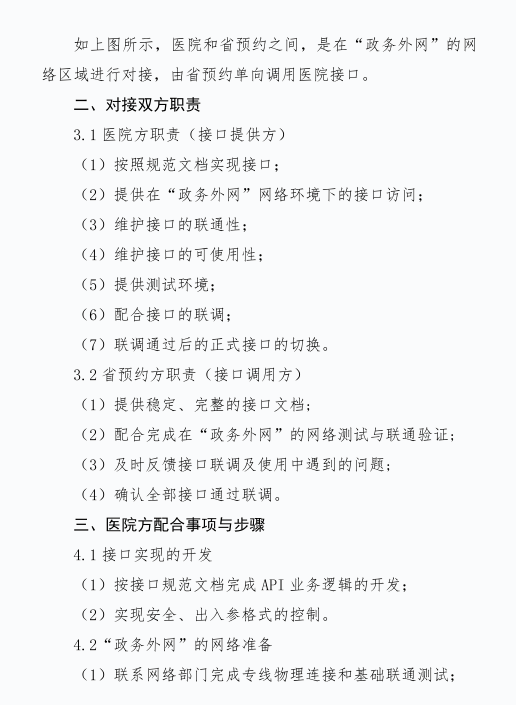 如上图所示，医院和省预约之间，是在“政务外网”的网
络区域进行对接，由省预约单向调用医院接口。
二、对接双方职责
3.1 医院方职责（接口提供方）
（1）按照规范文档实现接口；
（2）提供在“政务外网”网络环境下的接口访问；
（3）维护接口的联通性；
（4）维护接口的可使用性；
（5）提供测试环境；
（6）配合接口的联调；
（7）联调通过后的正式接口的切换。
3.2 省预约方职责（接口调用方）
（1）提供稳定、完整的接口文档；
（2）配合完成在“政务外网”的网络测试与联通验证；
（3）及时反馈接口联调及使用中遇到的问题；
（4）确认全部接口通过联调。
三、医院方配合事项与步骤
4.1 接口实现的开发
（1）按接口规范文档完成 API 业务逻辑的开发；
（2）实现安全、出入参格式的控制。
4.2“政务外网”的网络准备
（1）联系网络部门完成专线物理连接和基础联通测试；